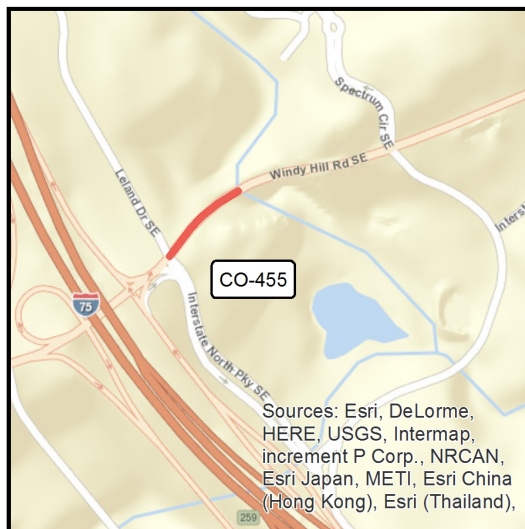 Spectrum Cir SE
Windy Hill Rd SE
Leland Dr SE
Intersta
CO-455
75
Interstate North Pky SE
Sources: Esri, DeLorme,
HERE, USGS, Intermap,
increment P Corp., NRCAN,
Esri Japan, METI, Esri China
(Hong Kong), Esri (Thailand),
259